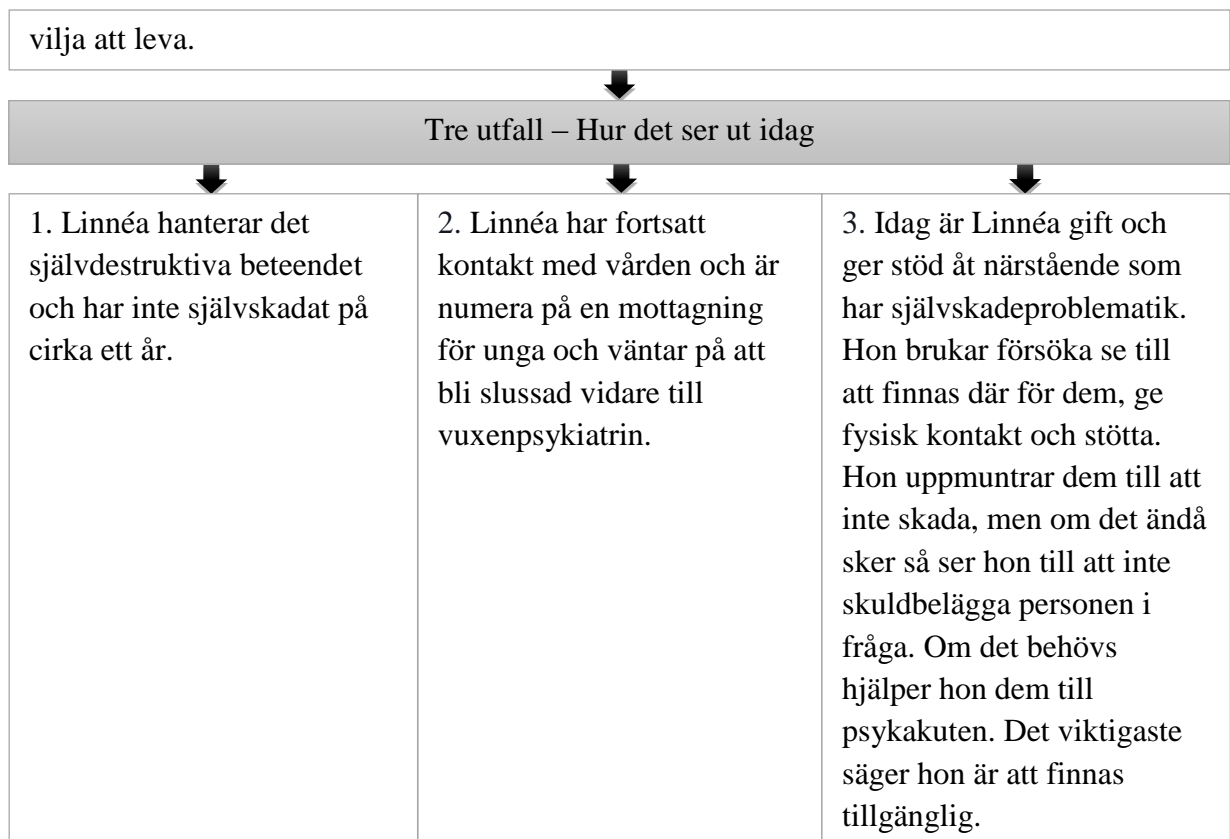 vilja att leva.
Tre utfall – Hur det ser ut idag
1. Linnéa hanterar det
självdestruktiva beteendet
och har inte självskadat på
cirka ett år.
2. Linnéa har fortsatt
kontakt med vården och är
numera på en mottagning
för unga och väntar på att
bli slussad vidare till
vuxenpsykiatrin.
3. Idag är Linnéa gift och
ger stöd åt närstående som
har självskadeproblematik.
Hon brukar försöka se till
att finnas där för dem, ge
fysisk kontakt och stötta.
Hon uppmuntrar dem till att
inte skada, men om det ändå
sker så ser hon till att inte
skuldbelägga personen i
fråga. Om det behövs
hjälper hon dem till
psykakuten. Det viktigaste
säger hon är att finnas
tillgänglig.